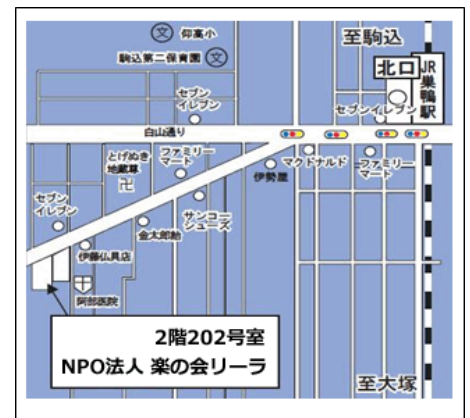 文 仰高小
駒込第二保育園 文
至駒込
北口
JR巣鴨駅
セブン
イレブン
セブンイレブン
白山通り
とげぬき
地蔵尊
卍
ファミリー
マート
伊勢屋
マクドナルド
ファミリー
マート
セブン
イレブン
サンコー
シューズ
金太郎飴
伊藤仏具店
阿部医院
2階202号室
NPO法人 楽の会リーラ
至大塚